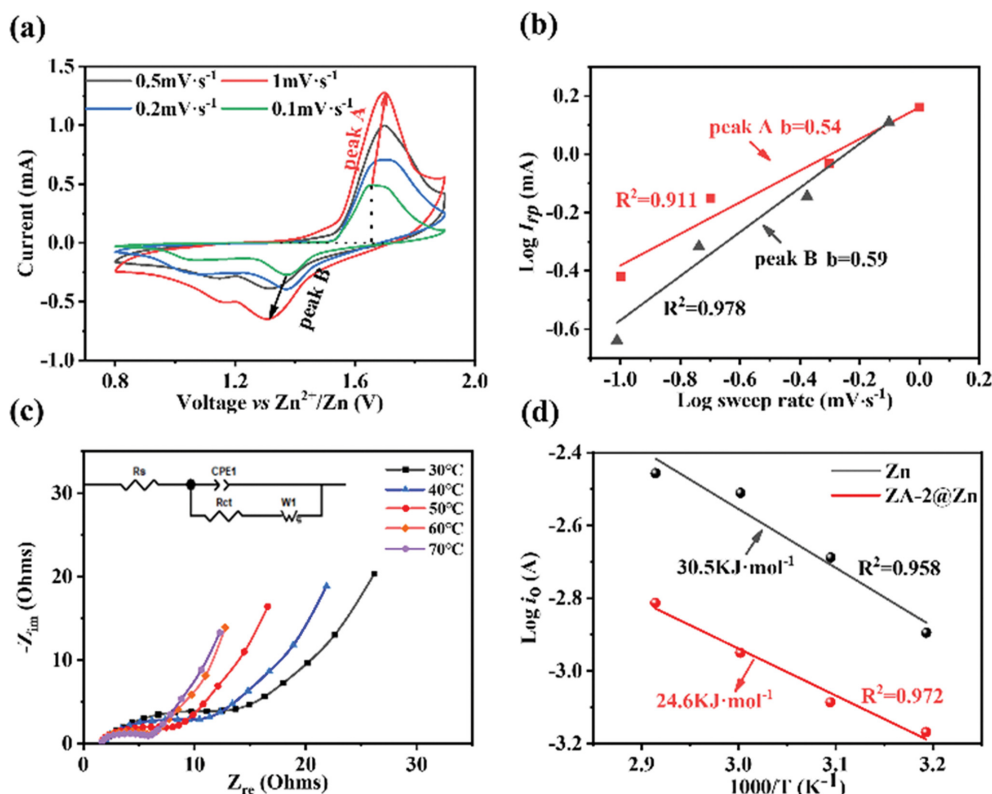 (a)
1.5
1.0
0.5
0.0
-0.5
-1.0
Current (mA)
0.5mV·s⁻¹
1mV·s⁻¹
0.2mV·s⁻¹
0.1mV·s⁻¹
peak A
peak B
0.8
1.2
1.6
2.0
Voltage vs Zn²⁺/Zn (V)
(b)
0.2
0.0
-0.2
-0.4
-0.6
Log Irp (mA)
peak A b=0.54
R²=0.911
peak B b=0.59
R²=0.978
-1.0
-0.8
-0.6
-0.4
-0.2
0.0
0.2
Log sweep rate (mV·s⁻¹)
(c)
30
20
10
0
-Zim (Ohms)
Rs
CPE1
Rct
W1
30°C
40°C
50°C
60°C
70°C
0
10
20
30
Zre (Ohms)
(d)
-2.4
-2.6
-2.8
-3.0
-3.2
Log i0 (A)
Zn
ZA-2@Zn
30.5KJ·mol⁻¹
R²=0.958
24.6KJ·mol⁻¹
R²=0.972
2.9
3.0
3.1
3.2
1000/T (K⁻¹)